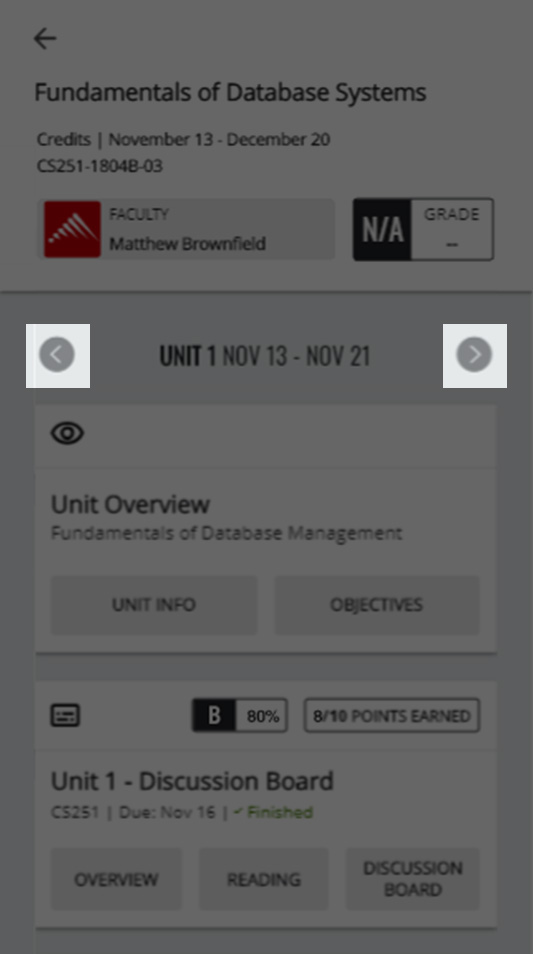 Fundamentals of Database Systems
Credits | November 13 - December 20
CS251-1804B-03
FACULTY
Matthew Brownfield
N/A
GRADE
--
UNIT 1 NOV 13 - NOV 21
Unit Overview
Fundamentals of Database Management
UNIT INFO OBJECTIVES
B 80% 8/10 POINTS EARNED
Unit 1 - Discussion Board
CS251 | Due: Nov 16 | ✓ Finished
OVERVIEW READING DISCUSSION
BOARD